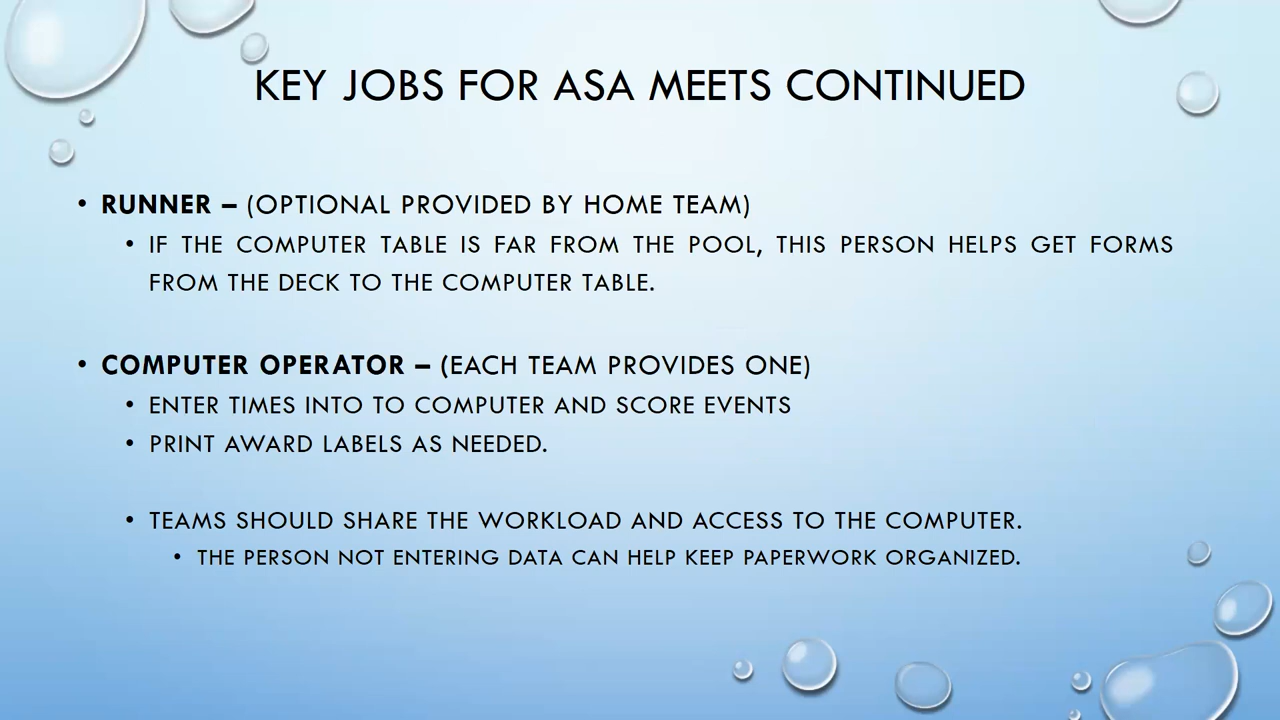 KEY JOBS FOR ASA MEETS CONTINUED
• RUNNER – (OPTIONAL PROVIDED BY HOME TEAM)
• IF THE COMPUTER TABLE IS FAR FROM THE POOL, THIS PERSON HELPS GET FORMS
FROM THE DECK TO THE COMPUTER TABLE.
• COMPUTER OPERATOR – (EACH TEAM PROVIDES ONE)
• ENTER TIMES INTO TO COMPUTER AND SCORE EVENTS
• PRINT AWARD LABELS AS NEEDED.
• TEAMS SHOULD SHARE THE WORKLOAD AND ACCESS TO THE COMPUTER.
• THE PERSON NOT ENTERING DATA CAN HELP KEEP PAPERWORK ORGANIZED.